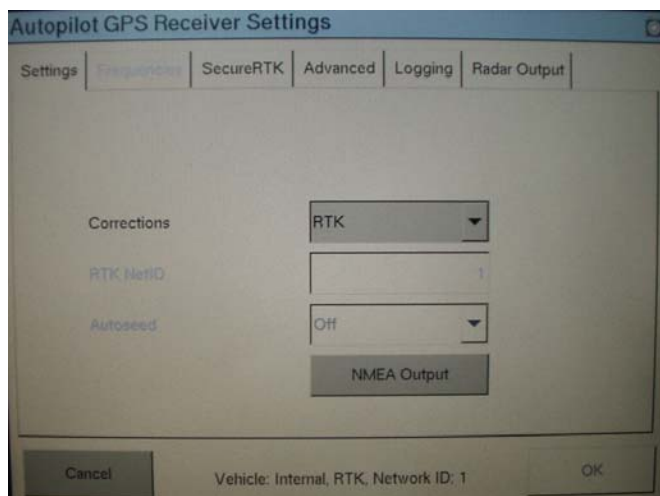 Autopilot GPS Receiver Settings
Settings Frequencies SecureRTK Advanced Logging Radar Output
Corrections RTK
RTK NetID 1
Autoseed Off
NMEA Output
Cancel Vehicle: Internal, RTK, Network ID: 1 OK